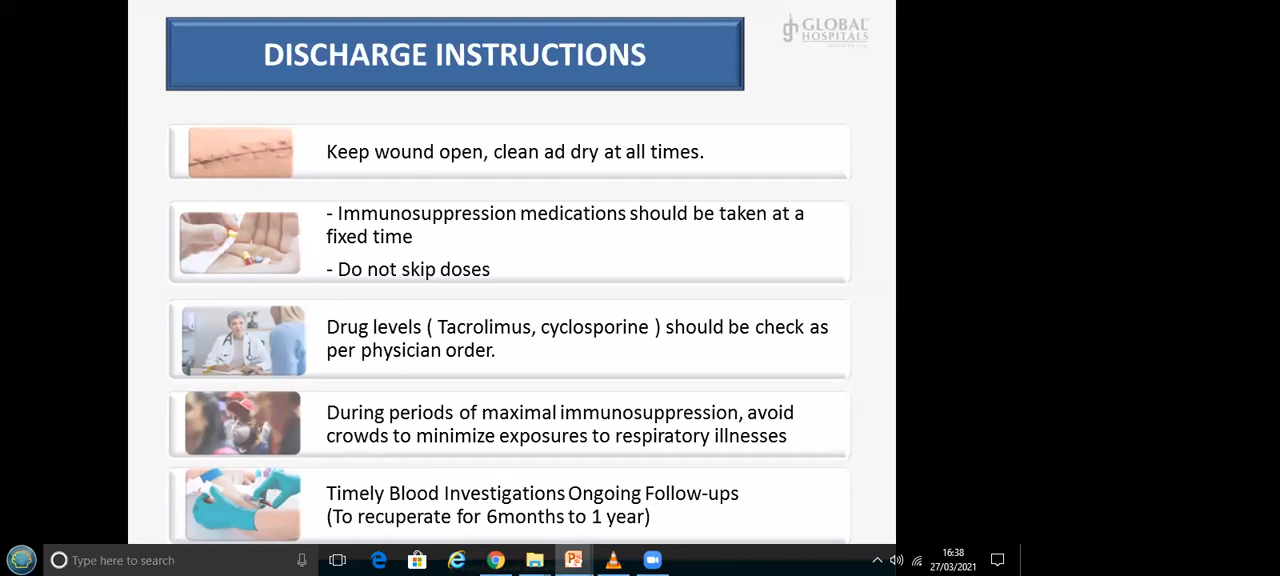 DISCHARGE INSTRUCTIONS
GLOBAL
HOSPITALS
Keep wound open, clean ad dry at all times.
- Immunosuppression medications should be taken at a
fixed time
- Do not skip doses
Drug levels ( Tacrolimus, cyclosporine ) should be check as
per physician order.
During periods of maximal immunosuppression, avoid
crowds to minimize exposures to respiratory illnesses
Timely Blood Investigations Ongoing Follow-ups
(To recuperate for 6months to 1 year)
Type here to search
16:38
27/03/2021